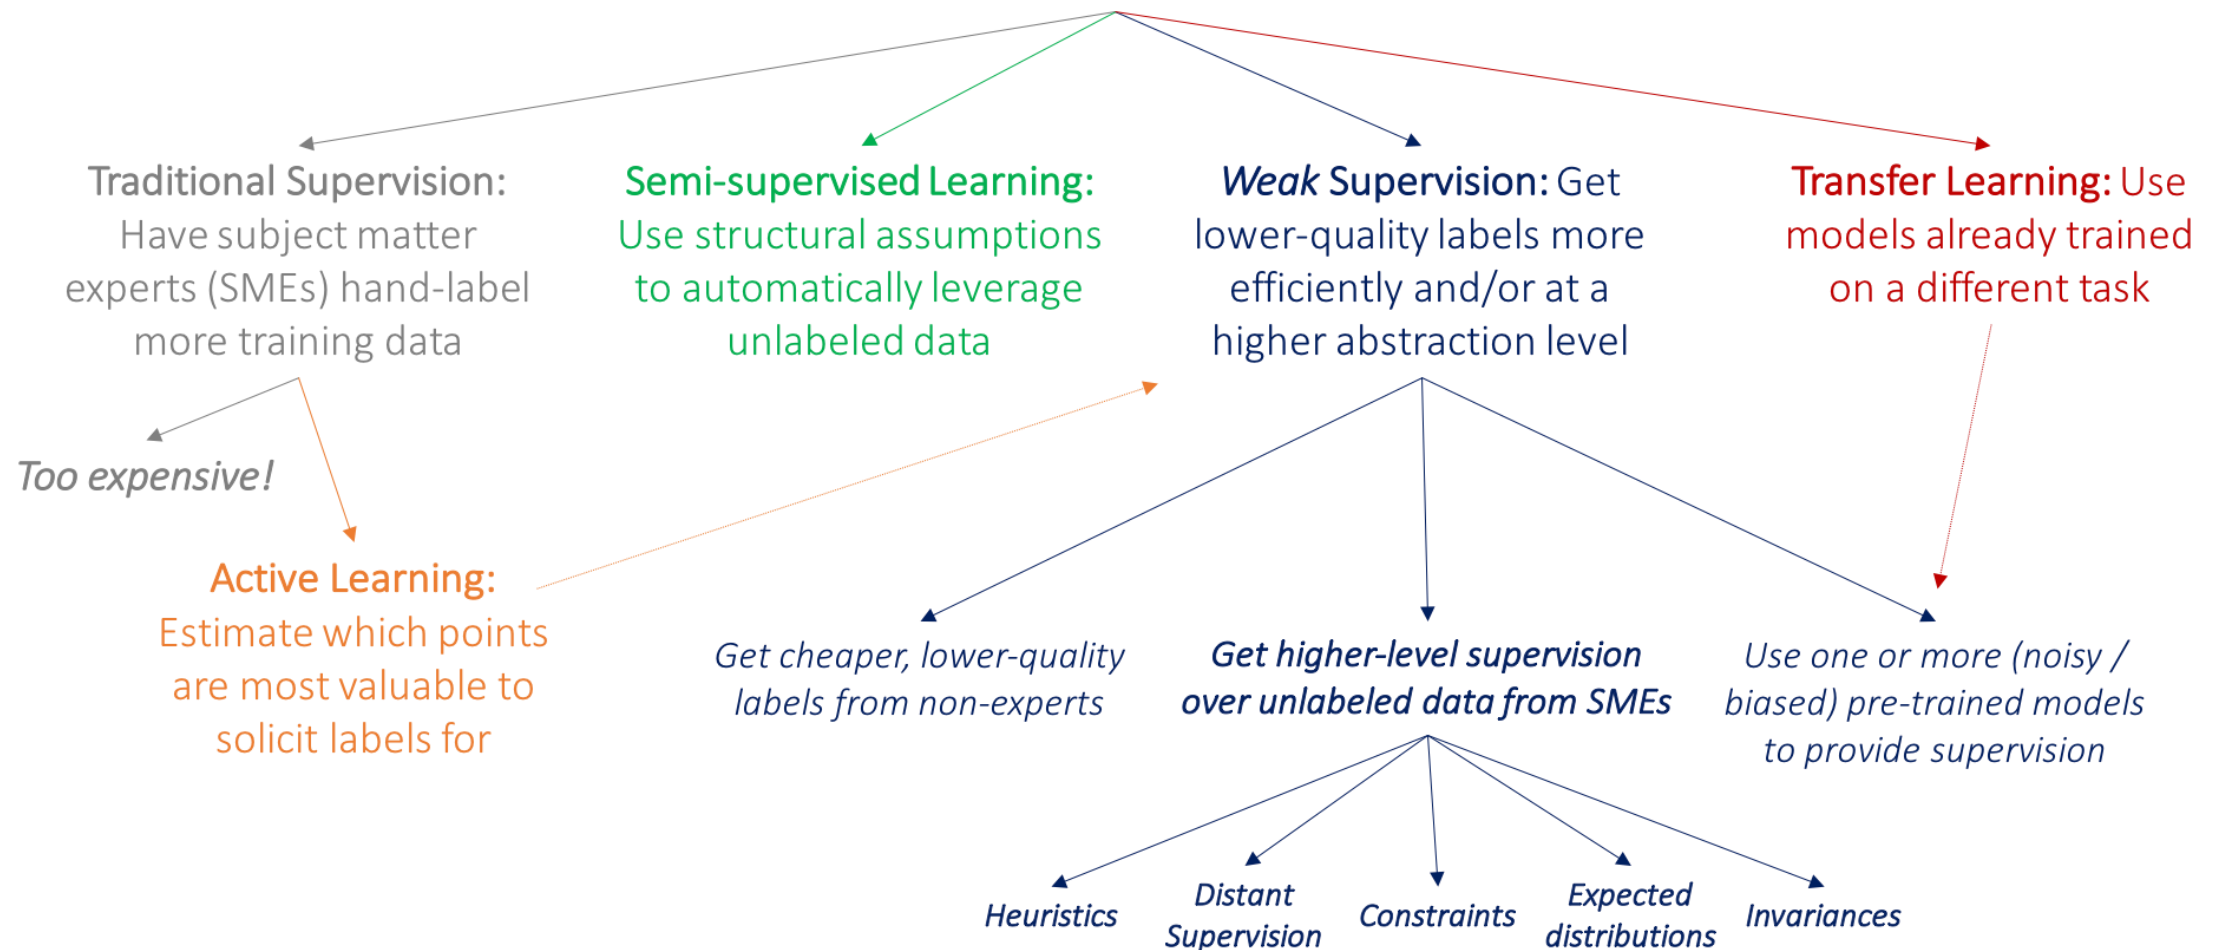 Traditional Supervision:
Have subject matter
experts (SMEs) hand-label
more training data
Semi-supervised Learning:
Use structural assumptions
to automatically leverage
unlabeled data
Weak Supervision: Get
lower-quality labels more
efficiently and/or at a
higher abstraction level
Transfer Learning: Use
models already trained
on a different task
Too expensive!
Active Learning:
Estimate which points
are most valuable to
solicit labels for
Get cheaper, lower-quality
labels from non-experts
Get higher-level supervision
over unlabeled data from SMEs
Use one or more (noisy /
biased) pre-trained models
to provide supervision
Heuristics
Distant
Supervision
Constraints
Expected
distributions
Invariances